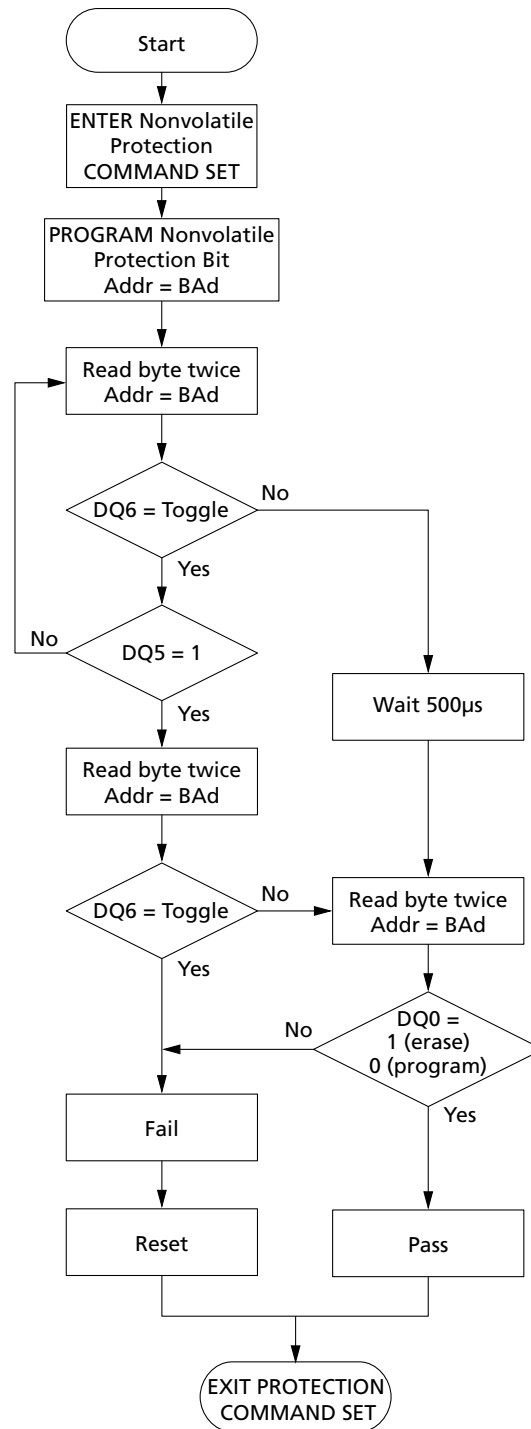 Start
ENTER Nonvolatile
Protection
COMMAND SET
PROGRAM Nonvolatile
Protection Bit
Addr = BAd
Read byte twice
Addr = BAd
DQ6 = Toggle
No
Yes
No
DQ5 = 1
Yes
Wait 500µs
Read byte twice
Addr = BAd
DQ6 = Toggle
No
Yes
Read byte twice
Addr = BAd
No
DQ0 =
1 (erase)
0 (program)
Yes
Fail
Reset
Pass
EXIT PROTECTION
COMMAND SET